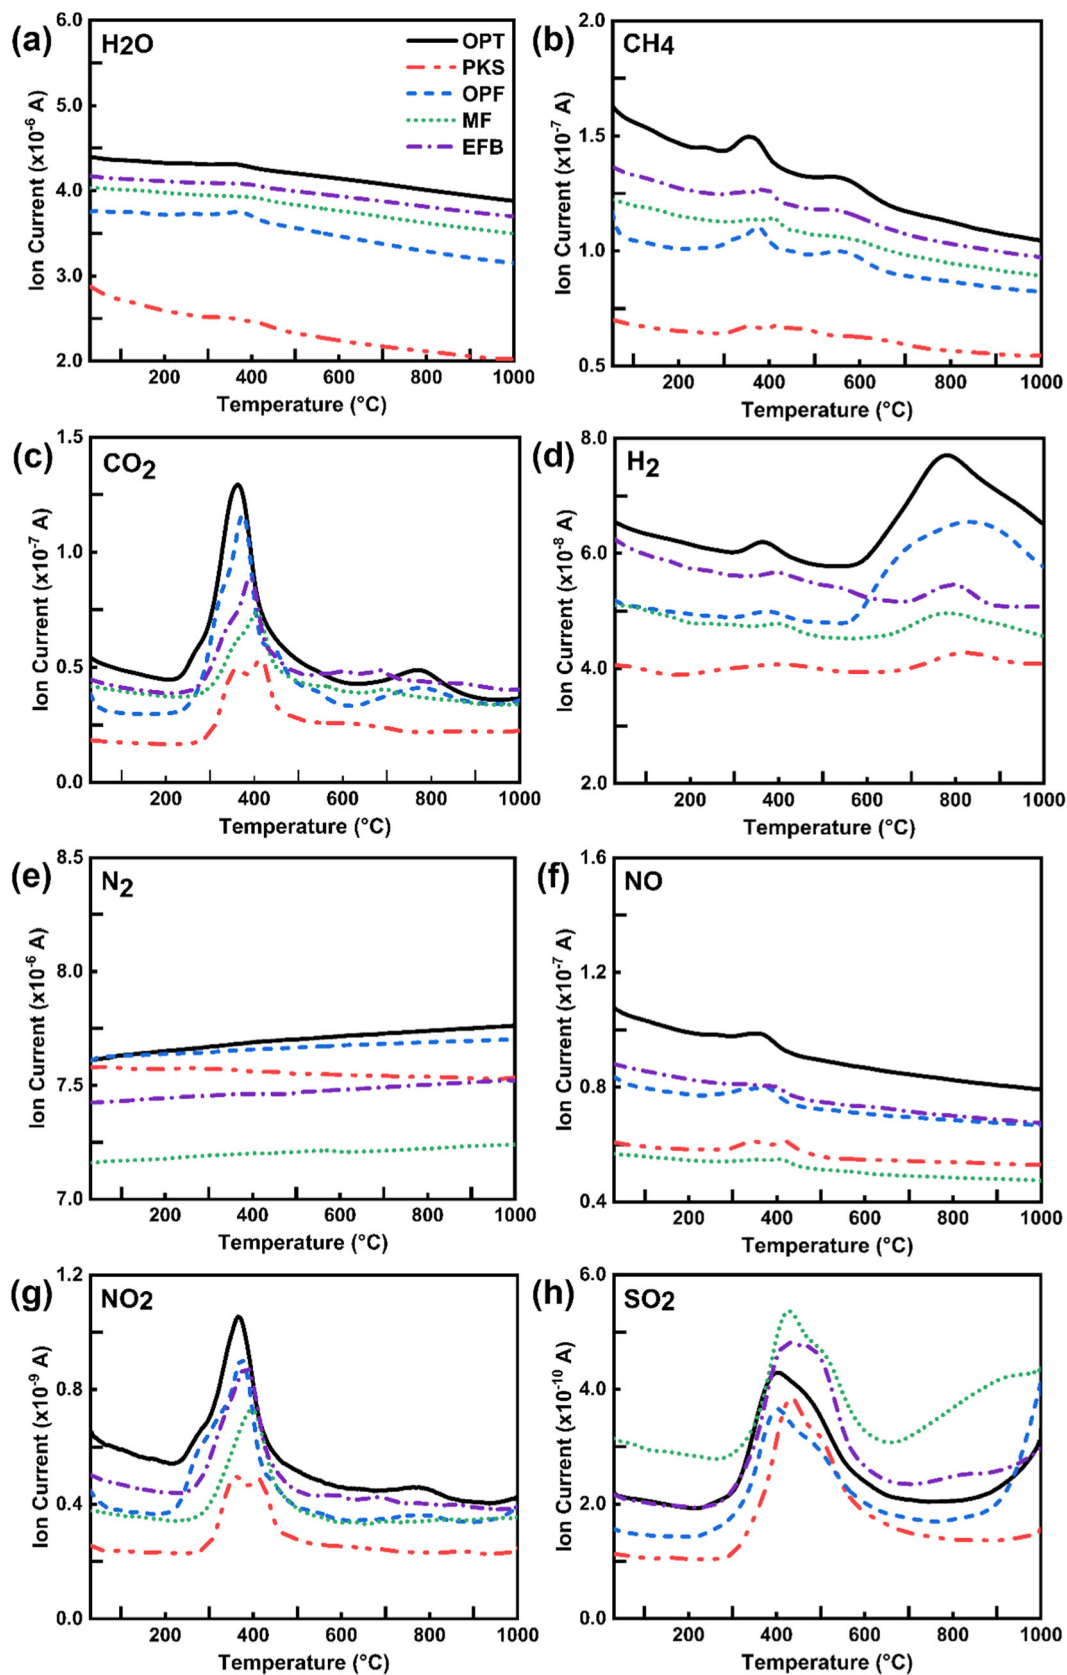 (a)
H2O
6.0
5.0
4.0
3.0
2.0
Ion Current (x10⁻⁶ A)
OPT
PKS
OPF
MF
EFB
200 400 600 800 1000
Temperature (°C)
(b)
CH4
2.0
1.5
1.0
0.5
Ion Current (x10⁻⁷ A)
200 400 600 800 1000
Temperature (°C)
(c)
CO₂
1.5
1.0
0.5
0.0
Ion Current (x10⁻⁷ A)
200 400 600 800 1000
Temperature (°C)
(d)
H₂
8.0
6.0
4.0
2.0
Ion Current (x10⁻⁸ A)
200 400 600 800 1000
Temperature (°C)
(e)
N₂
8.5
8.0
7.5
7.0
Ion Current (x10⁻⁶ A)
200 400 600 800 1000
Temperature (°C)
(f)
NO
1.6
1.2
0.8
0.4
Ion Current (x10⁻⁷ A)
200 400 600 800 1000
Temperature (°C)
(g)
NO2
1.2
0.8
0.4
0.0
Ion Current (x10⁻⁹ A)
200 400 600 800 1000
Temperature (°C)
(h)
SO2
6.0
4.0
2.0
0.0
Ion Current (x10⁻¹⁰ A)
200 400 600 800 1000
Temperature (°C)